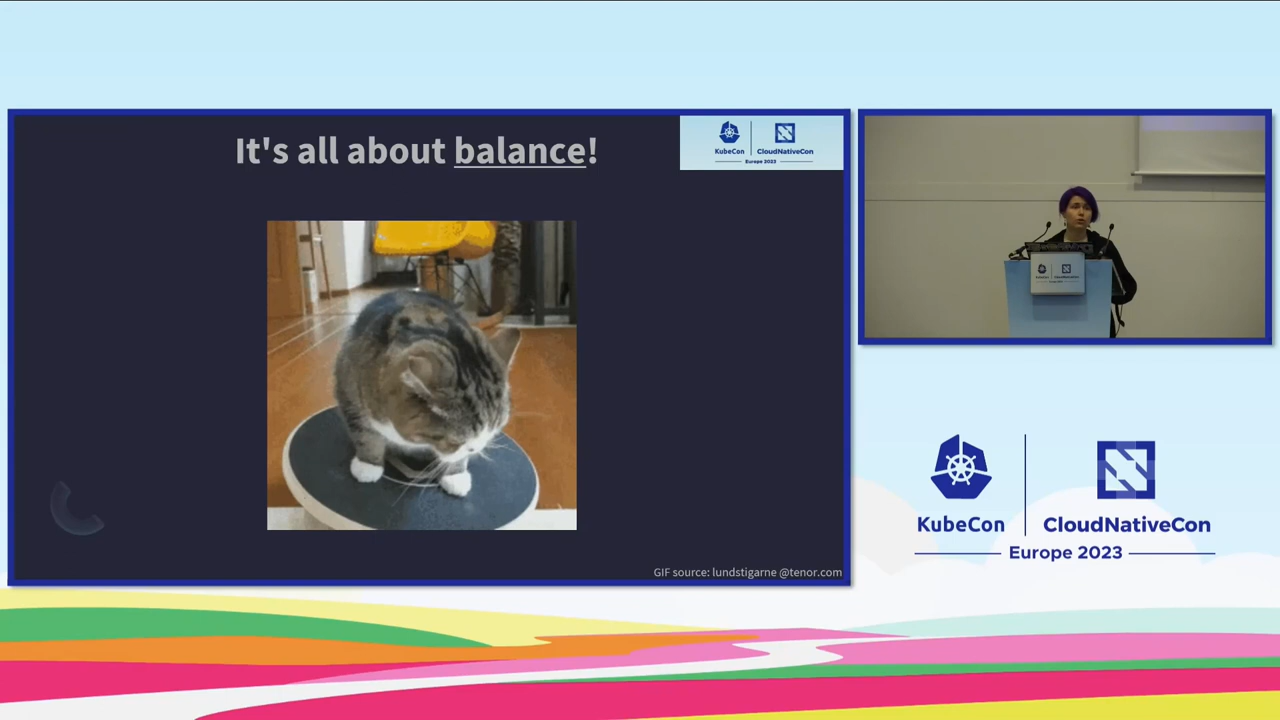 It's all about balance!
KubeCon
CloudNativeCon
Europe 2023
GIF source: lundstigarne @tenor.com
KubeCon
CloudNativeCon
Europe 2023